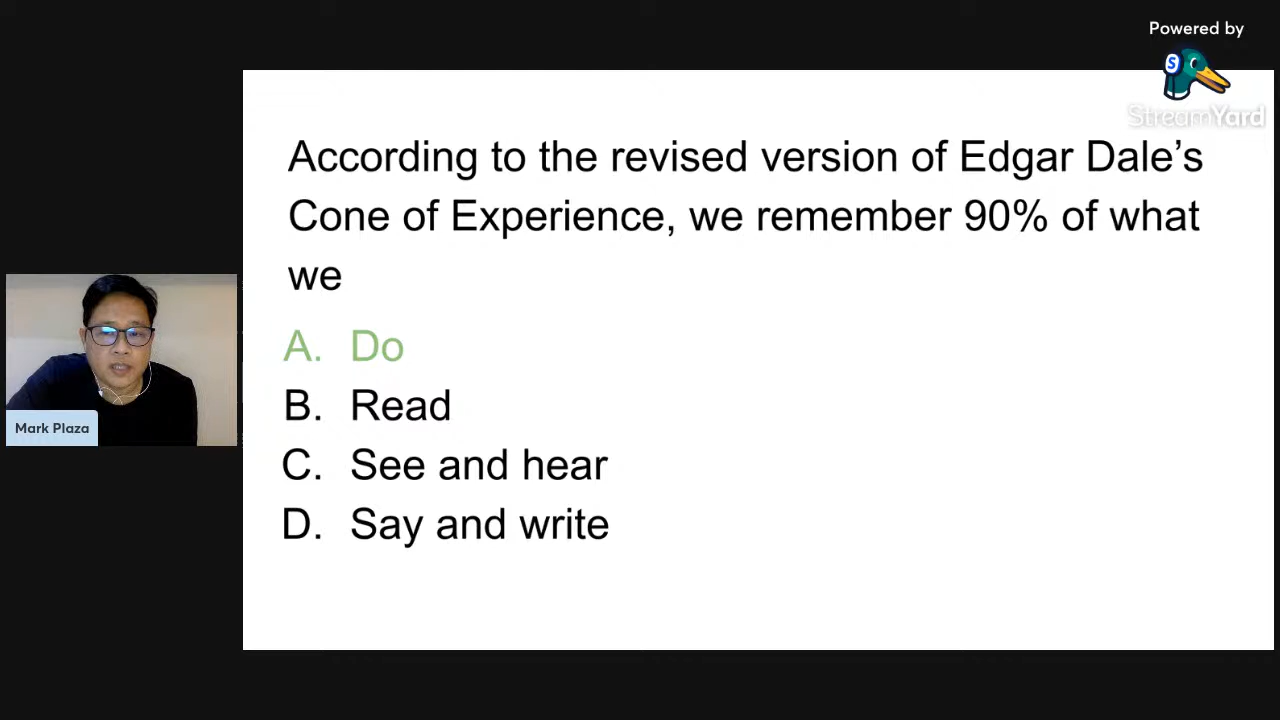 Powered by
StreamYard
According to the revised version of Edgar Dale’s
Cone of Experience, we remember 90% of what
we
A. Do
B. Read
C. See and hear
D. Say and write
Mark Plaza